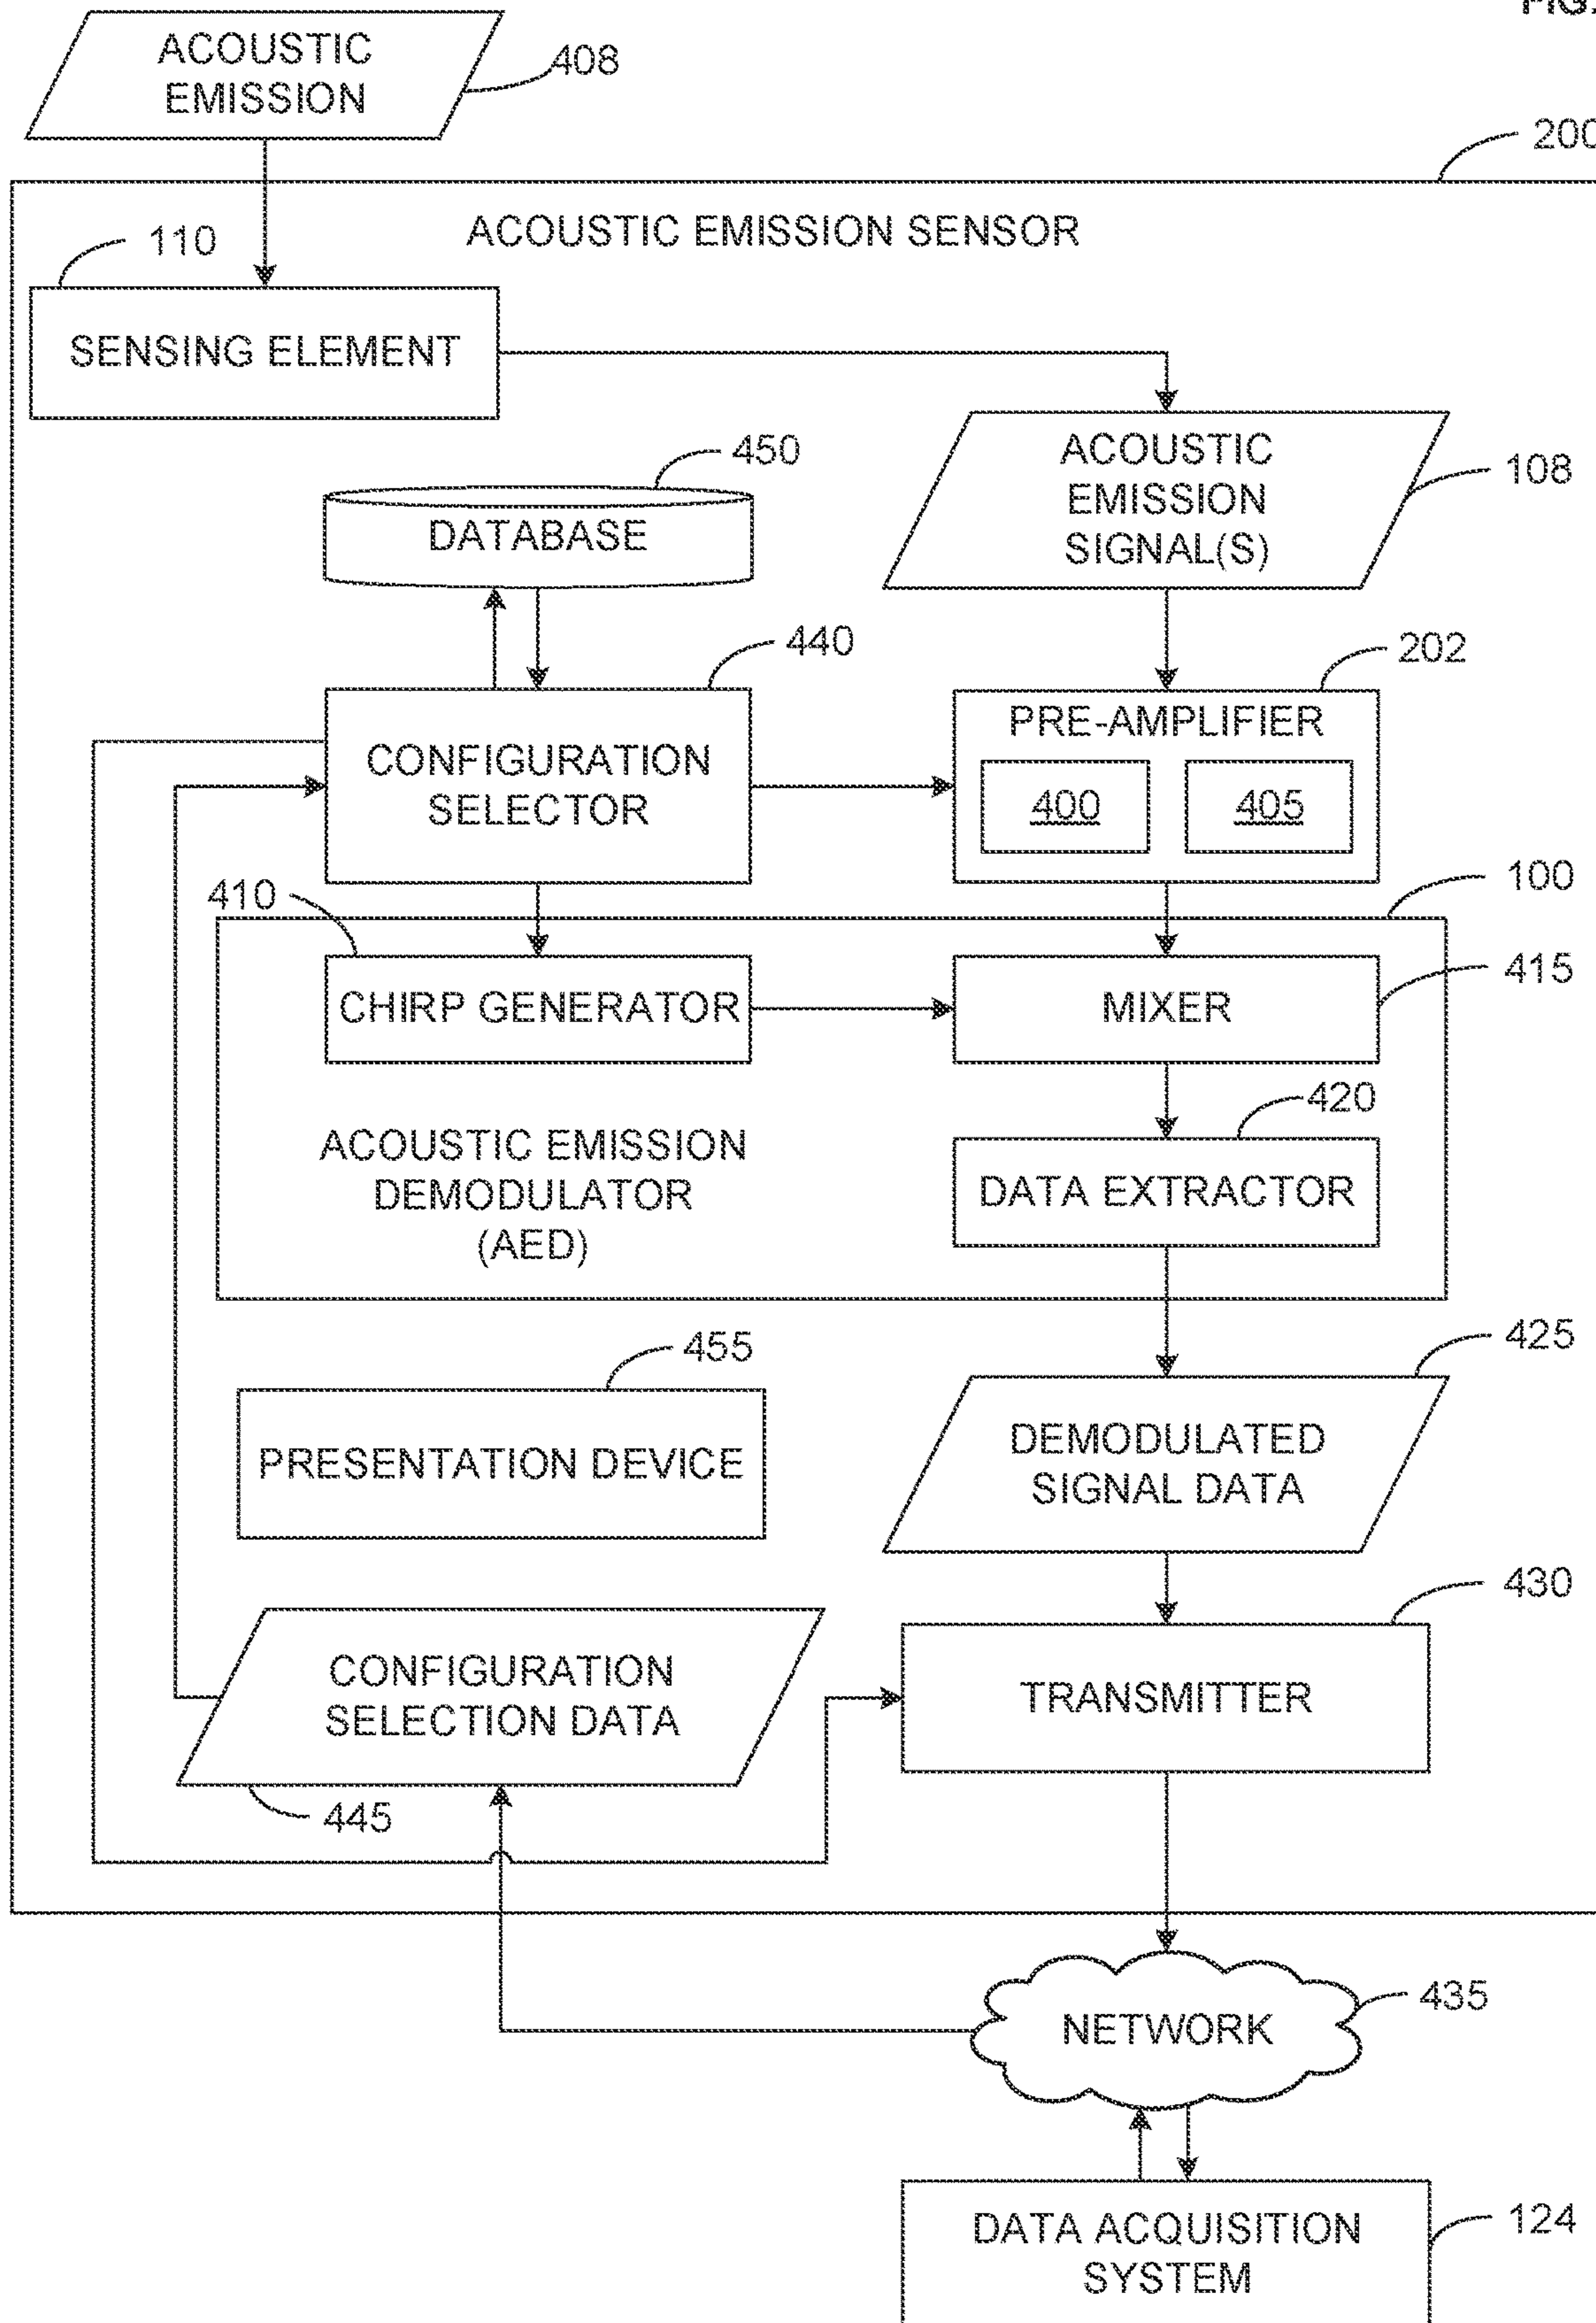 FIG.
ACOUSTIC
EMISSION
408
200
ACOUSTIC EMISSION SENSOR
110
SENSING ELEMENT
ACOUSTIC
EMISSION
SIGNAL(S)
108
450
DATABASE
440
202
CONFIGURATION
SELECTOR
PRE-AMPLIFIER
400
405
410
100
CHIRP GENERATOR
MIXER
415
420
ACOUSTIC EMISSION
DEMODULATOR
(AED)
DATA EXTRACTOR
455
425
PRESENTATION DEVICE
DEMODULATED
SIGNAL DATA
430
CONFIGURATION
SELECTION DATA
TRANSMITTER
445
NETWORK
435
DATA ACQUISITION
SYSTEM
124